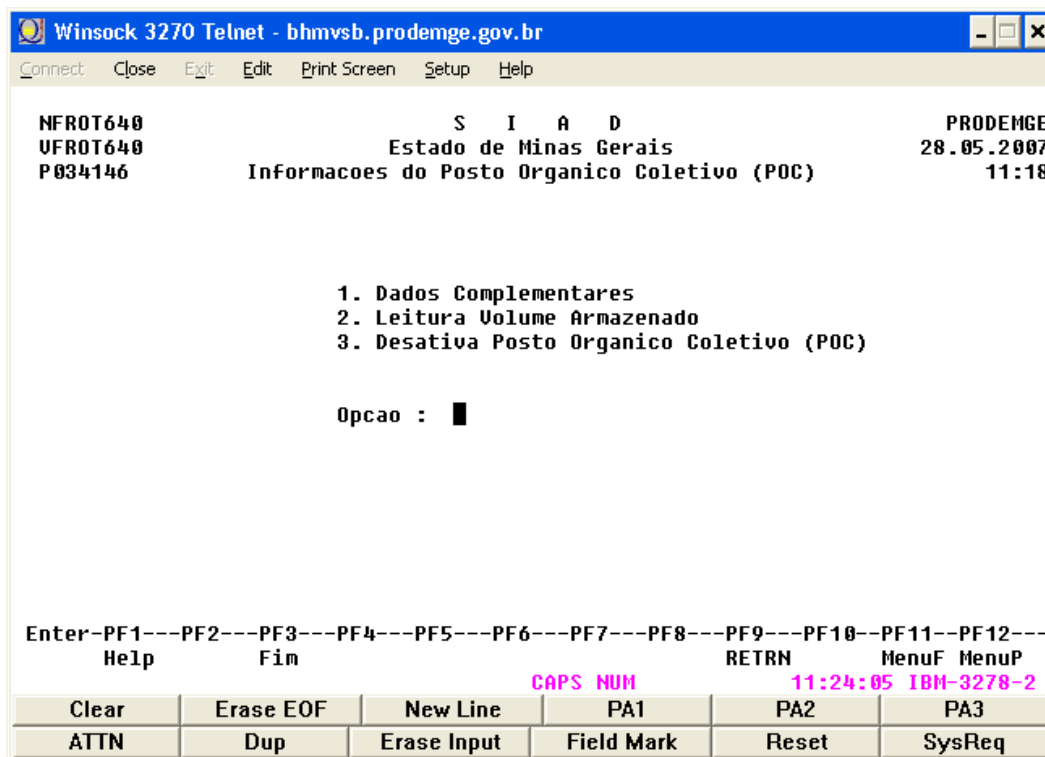 Winsock 3270 Telnet - bhmvsb.prodemge.gov.br
Connect Close Exit Edit Print Screen Setup Help
NFROT640 S I A D PRODEMGE
VFROT640 Estado de Minas Gerais 28.05.2007
P034146 Informacoes do Posto Organico Coletivo (POC) 11:18
1. Dados Complementares
2. Leitura Volume Armazenado
3. Desativa Posto Organico Coletivo (POC)
Opcao :
Enter-PF1---PF2---PF3---PF4---PF5---PF6---PF7---PF8---PF9---PF10--PF11--PF12---
Help Fim RETRN MenuF MenuP
CAPS NUM 11:24:05 IBM-3278-2
Clear Erase EOF New Line PA1 PA2 PA3
ATTN Dup Erase Input Field Mark Reset SysReq